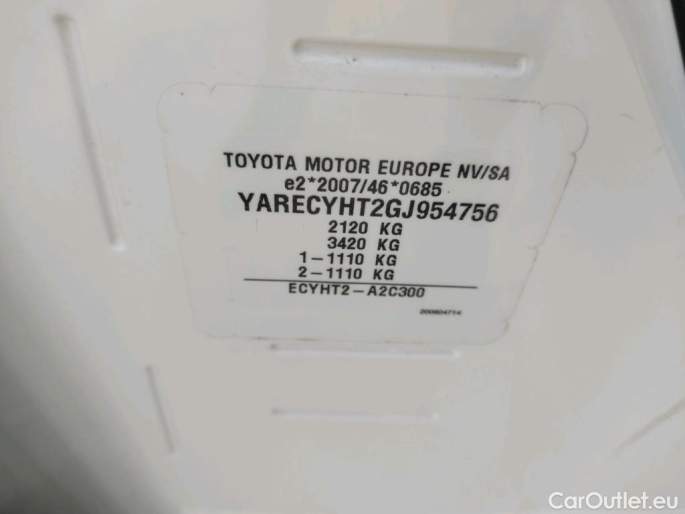 TOYOTA MOTOR EUROPE NV/SA
e2*2007/46*0685
YARECYHT2GJ954756
2120 KG
3420 KG
1-1110 KG
2-1110 KG
ECYHT2-A2C300
200804714
CarOutlet.eu